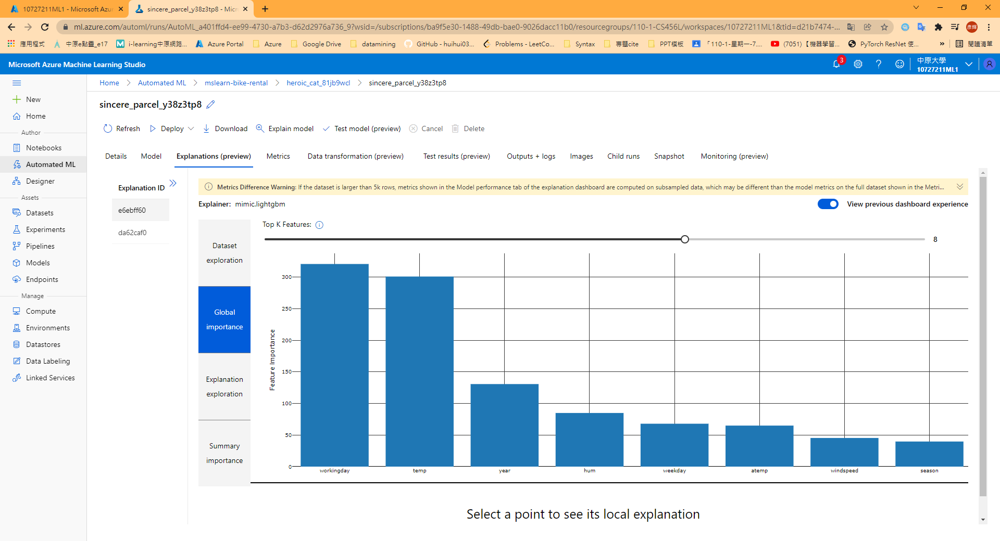 10727211ML1 - Microsoft Azur
sincere_parcel_y38z3tp8 - Micr
ml.azure.com/automl/runs/AutoML_a401ffd4-ee99-4730-a7b3-d62d2976a736_9?wsid=/subscriptions/ba9f5e30-1488-49db-bae0-9026dacc11b0/resourcegroups/110-1-CS456L/workspaces/10727211ML1&tid=d21b7474-...
彥輝
應用程式
中原e點靈_e17
i-learning中原網路...
Azure Portal
Azure
Google Drive
datamining
GitHub - huihui03...
Problems - LeetCo...
Syntax
專題cite
PPT模板
「110-1-星期一-7....
(7051) 【機器學習...
PyTorch ResNet 使...
»
閱讀清單
Microsoft Azure Machine Learning Studio
3
中原大學
10727211ML1
Home > Automated ML > mslearn-bike-rental > heroic_cat_81jb9wcl > sincere_parcel_y38z3tp8
New
Home
Author
Notebooks
Automated ML
Designer
Assets
Datasets
Experiments
Pipelines
Models
Endpoints
Manage
Compute
Environments
Datastores
Data Labeling
Linked Services
sincere_parcel_y38z3tp8
Refresh
Deploy
Download
Explain model
Test model (preview)
Cancel
Delete
Details
Model
Explanations (preview)
Metrics
Data transformation (preview)
Test results (preview)
Outputs + logs
Images
Child runs
Snapshot
Monitoring (preview)
Explanation ID
e6ebff60
da62caf0
Metrics Difference Warning: If the dataset is larger than 5k rows, metrics shown in the Model performance tab of the explanation dashboard are computed on subsampled data, which may be different than the model metrics on the full dataset shown in the Metri...
Explainer: mimic.lightgbm
View previous dashboard experience
Dataset
exploration
Global
importance
Explanation
exploration
Summary
importance
Top K Features:
8
Feature Importance
300
250
200
150
100
50
0
workingday
temp
year
hum
weekday
atemp
windspeed
season
Select a point to see its local explanation